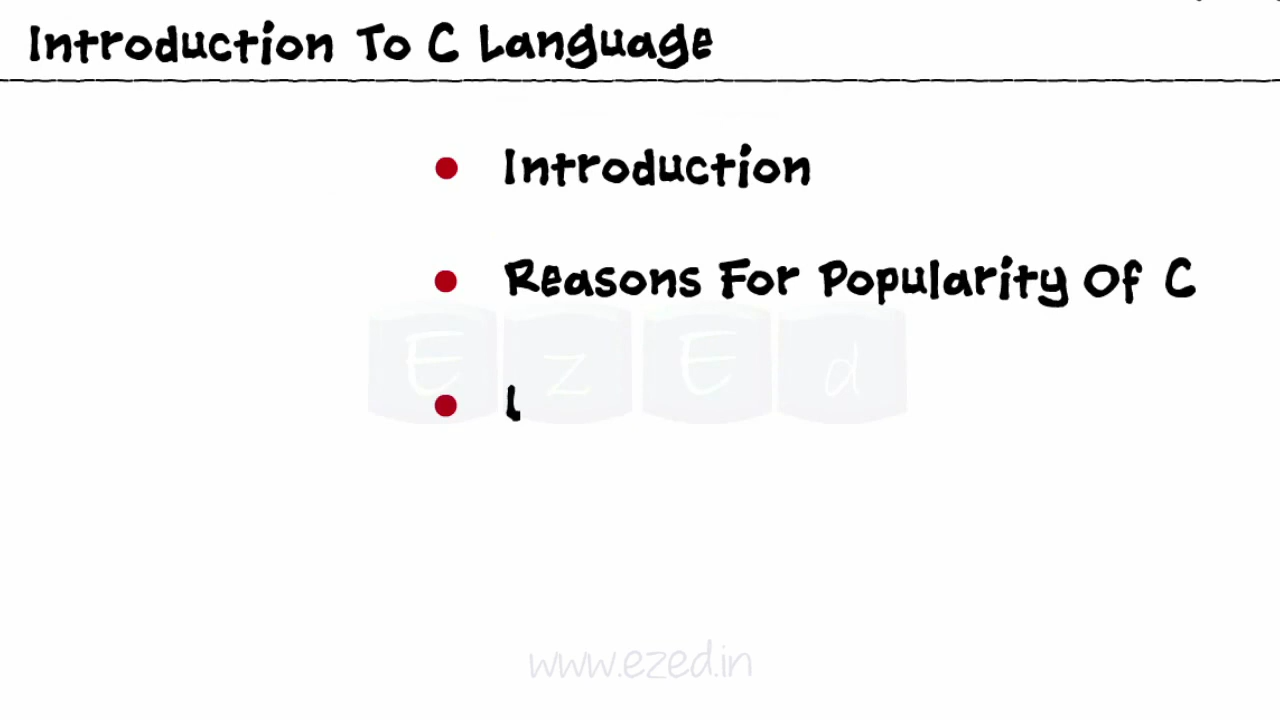 Introduction To C Language
Introduction
Reasons For Popularity Of C
EzEd
www.ezed.in